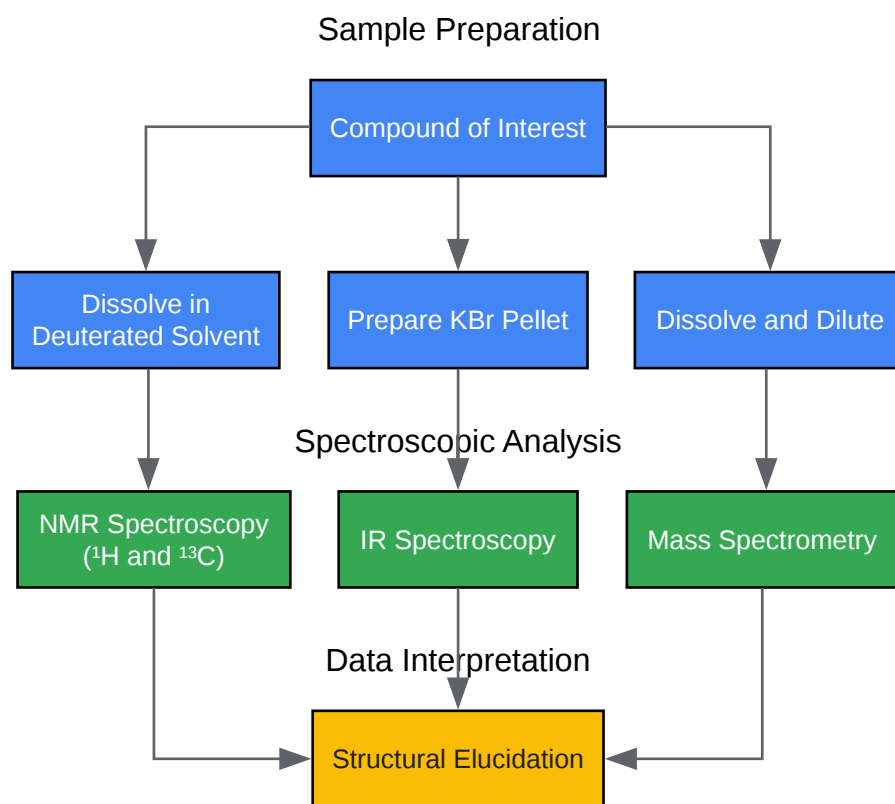 Sample Preparation
Compound of Interest
Dissolve in
Deuterated Solvent
Prepare KBr Pellet
Dissolve and Dilute
Spectroscopic Analysis
NMR Spectroscopy
(¹H and ¹³C)
IR Spectroscopy
Mass Spectrometry
Data Interpretation
Structural Elucidation